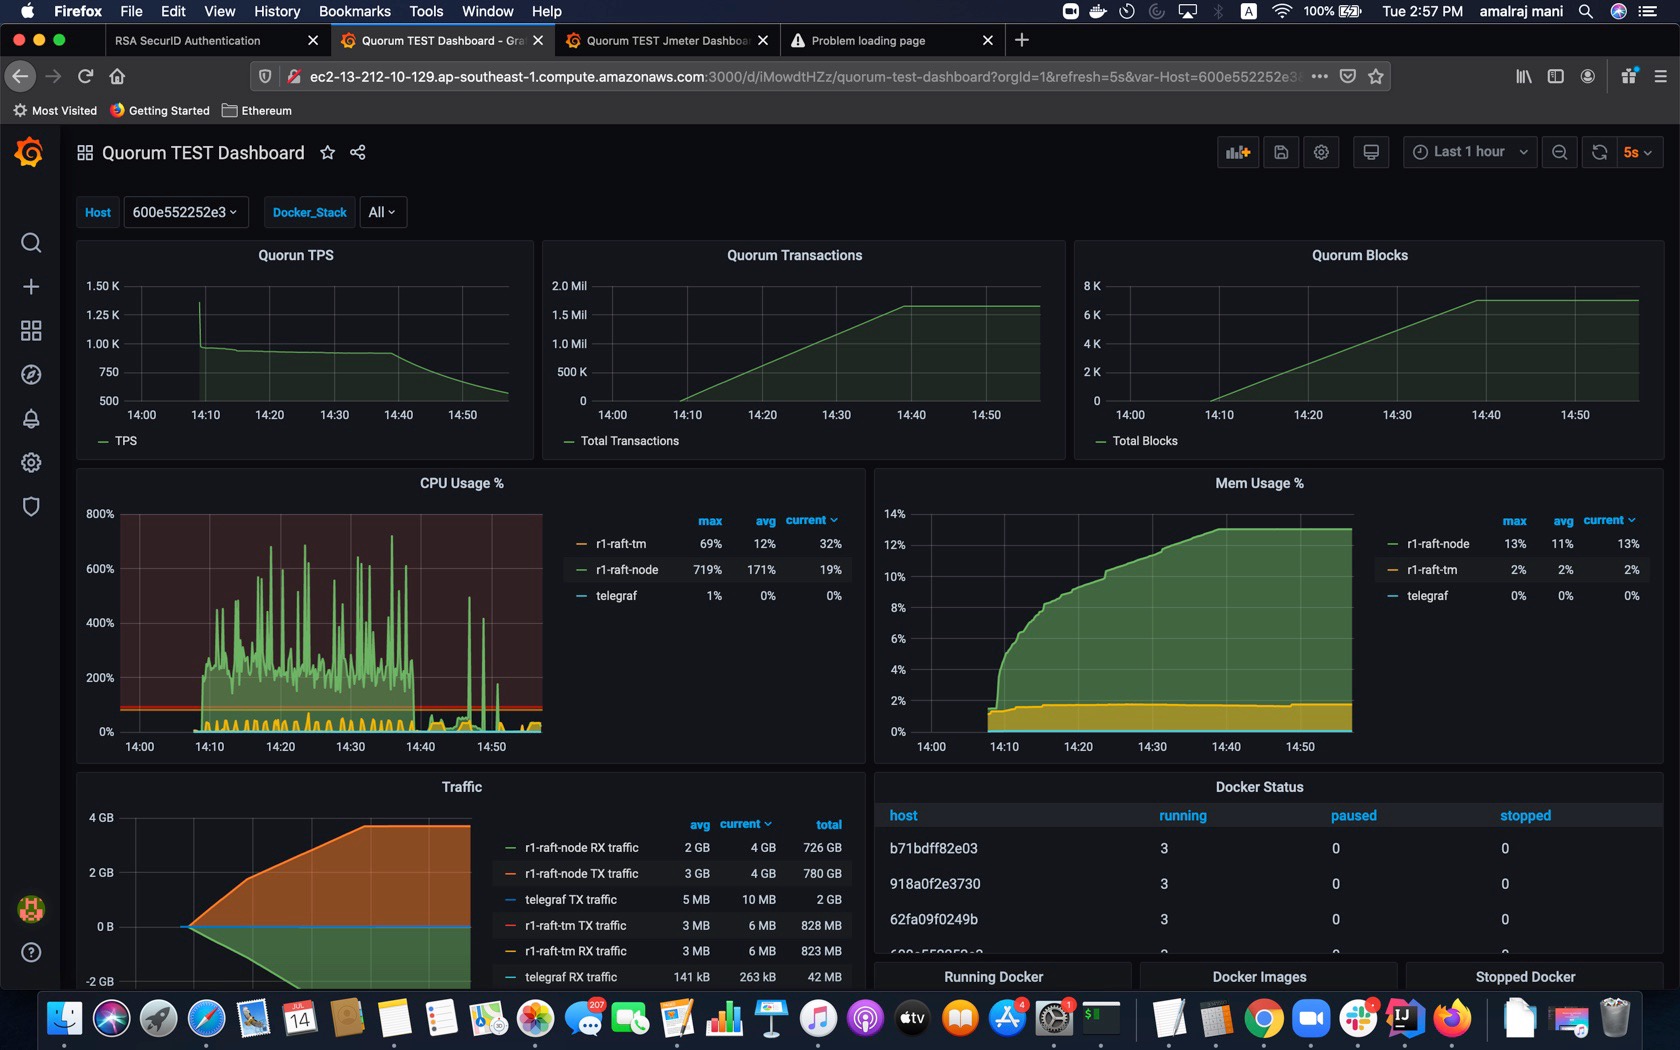 Firefox File Edit View History Bookmarks Tools Window Help
A 100% Tue 2:57 PM amalraj mani
RSA SecurID Authentication Quorum TEST Dashboard - Gra Quorum TEST Jmeter Dashboa Problem loading page
ec2-13-212-10-129.ap-southeast-1.compute.amazonaws.com:3000/d/iMowdtHZz/quorum-test-dashboard?orgId=1&refresh=5s&var-Host=600e552252e3
Most Visited Getting Started Ethereum
Quorum TEST Dashboard
Last 1 hour 5s
Host 600e552252e3 Docker_Stack All
Quorun TPS
1.50 K
1.25 K
1.00 K
750
500
14:00 14:10 14:20 14:30 14:40 14:50
TPS
Quorum Transactions
2.0 Mil
1.5 Mil
1.0 Mil
500 K
0
14:00 14:10 14:20 14:30 14:40 14:50
Total Transactions
Quorum Blocks
8 K
6 K
4 K
2 K
0
14:00 14:10 14:20 14:30 14:40 14:50
Total Blocks
CPU Usage %
800%
600%
400%
200%
0%
14:00 14:10 14:20 14:30 14:40 14:50
max avg current
r1-raft-tm 69% 12% 32%
r1-raft-node 719% 171% 19%
telegraf 1% 0% 0%
Mem Usage %
14%
12%
10%
8%
6%
4%
2%
0%
14:00 14:10 14:20 14:30 14:40 14:50
max avg current
r1-raft-node 13% 11% 13%
r1-raft-tm 2% 2% 2%
telegraf 0% 0% 0%
Traffic
4 GB
2 GB
0 B
-2 GB
avg current total
r1-raft-node RX traffic 2 GB 4 GB 726 GB
r1-raft-node TX traffic 3 GB 4 GB 780 GB
telegraf TX traffic 5 MB 10 MB 2 GB
r1-raft-tm TX traffic 3 MB 6 MB 828 MB
r1-raft-tm RX traffic 3 MB 6 MB 823 MB
telegraf RX traffic 141 kB 263 kB 42 MB
Docker Status
host running paused stopped
b71bdff82e03 3 0 0
918a0f2e3730 3 0 0
62fa09f0249b 3 0 0
Running Docker Docker Images Stopped Docker
JUL
14
207
tv
4
1
$
IJ